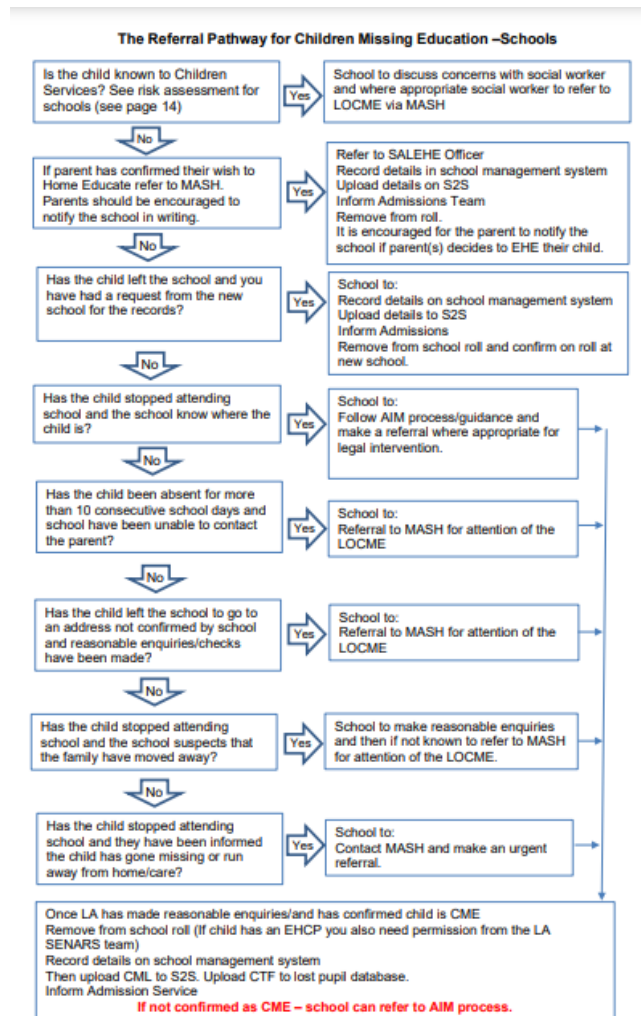 The Referral Pathway for Children Missing Education –Schools
Is the child known to Children
Services? See risk assessment for
schools (see page 14)
Yes
School to discuss concerns with social worker
and where appropriate social worker to refer to
LOCME via MASH
No
If parent has confirmed their wish to
Home Educate refer to MASH.
Parents should be encouraged to
notify the school in writing.
Yes
Refer to SALEHE Officer
Record details in school management system
Upload details on S2S
Inform Admissions Team
Remove from roll.
It is encouraged for the parent to notify the
school if parent(s) decides to EHE their child.
No
Has the child left the school and you
have had a request from the new
school for the records?
Yes
School to:
Record details on school management system
Upload details to S2S
Inform Admissions
Remove from school roll and confirm on roll at
new school.
No
Has the child stopped attending
school and the school know where the
child is?
Yes
School to:
Follow AIM process/guidance and
make a referral where appropriate for
legal intervention.
No
Has the child been absent for more
than 10 consecutive school days and
school have been unable to contact
the parent?
Yes
School to:
Referral to MASH for attention of the
LOCME
No
Has the child left the school to go to
an address not confirmed by school
and reasonable enquiries/checks
have been made?
Yes
School to:
Referral to MASH for attention of the
LOCME
No
Has the child stopped attending
school and the school suspects that
the family have moved away?
Yes
School to make reasonable enquiries
and then if not known to refer to MASH
for attention of the LOCME.
No
Has the child stopped attending
school and they have been informed
the child has gone missing or run
away from home/care?
Yes
School to:
Contact MASH and make an urgent
referral.
Once LA has made reasonable enquiries/and has confirmed child is CME
Remove from school roll (If child has an EHCP you also need permission from the LA
SENARS team)
Record details on school management system
Then upload CML to S2S. Upload CTF to lost pupil database.
Inform Admission Service
If not confirmed as CME – school can refer to AIM process.